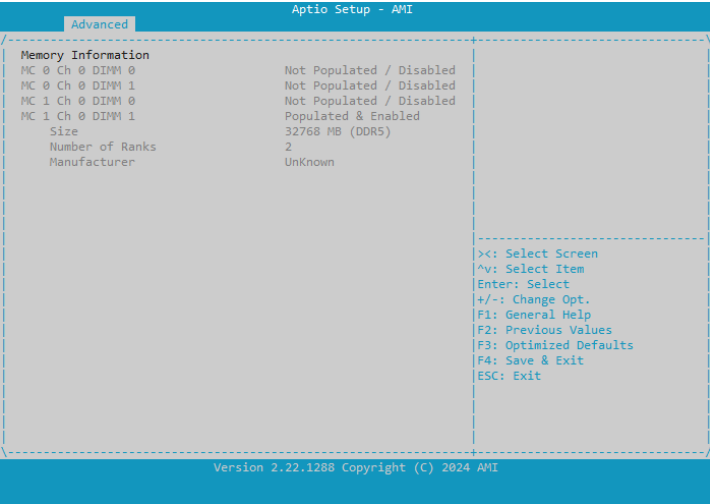 Aptio Setup - AMI
Advanced
Memory Information
MC 0 Ch 0 DIMM 0 Not Populated / Disabled
MC 0 Ch 0 DIMM 1 Not Populated / Disabled
MC 1 Ch 0 DIMM 0 Not Populated / Disabled
MC 1 Ch 0 DIMM 1 Populated & Enabled
Size 32768 MB (DDR5)
Number of Ranks 2
Manufacturer UnKnown
><: Select Screen
^v: Select Item
Enter: Select
+/-: Change Opt.
F1: General Help
F2: Previous Values
F3: Optimized Defaults
F4: Save & Exit
ESC: Exit
Version 2.22.1288 Copyright (C) 2024 AMI